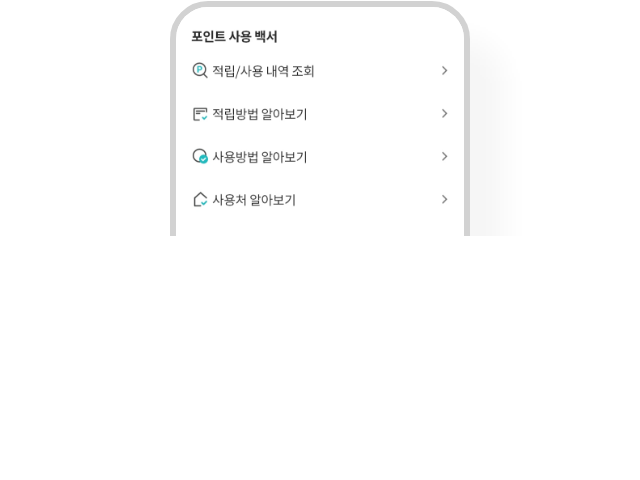 포인트 사용 백서
적립/사용 내역 조회
적립방법 알아보기
사용방법 알아보기
사용처 알아보기